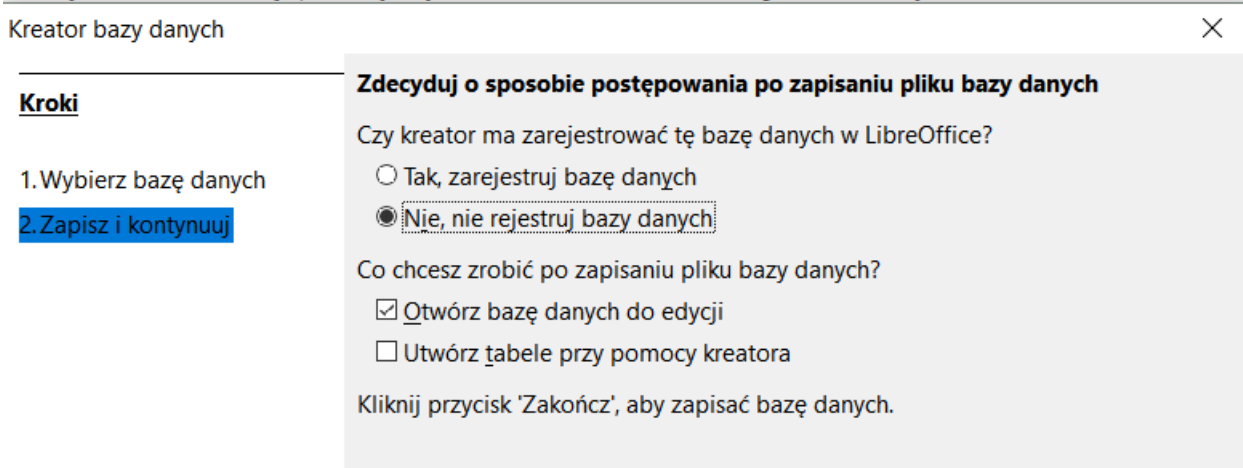 Kreator bazy danych
Kroki
1. Wybierz bazę danych
2. Zapisz i kontynuuj
Zdecyduj o sposobie postępowania po zapisaniu pliku bazy danych
Czy kreator ma zarejestrować tę bazę danych w LibreOffice?
Tak, zarejestruj bazę danych
Nie, nie rejestruj bazy danych
Co chcesz zrobić po zapisaniu pliku bazy danych?
Otwórz bazę danych do edycji
Utwórz tabele przy pomocy kreatora
Kliknij przycisk 'Zakończ', aby zapisać bazę danych.